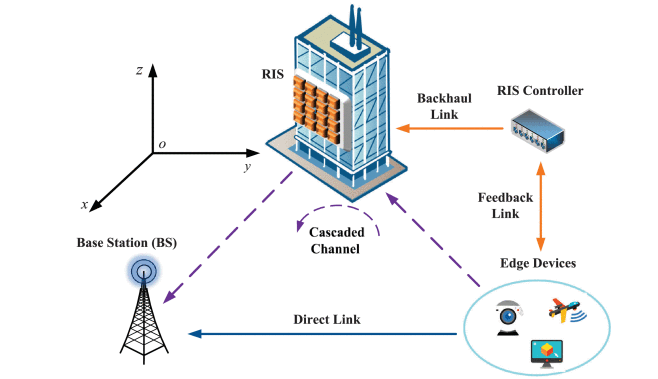 z
RIS
RIS Controller
Backhaul
Link
o
y
x
Feedback
Link
Cascaded
Channel
Base Station (BS)
Edge Devices
Direct Link